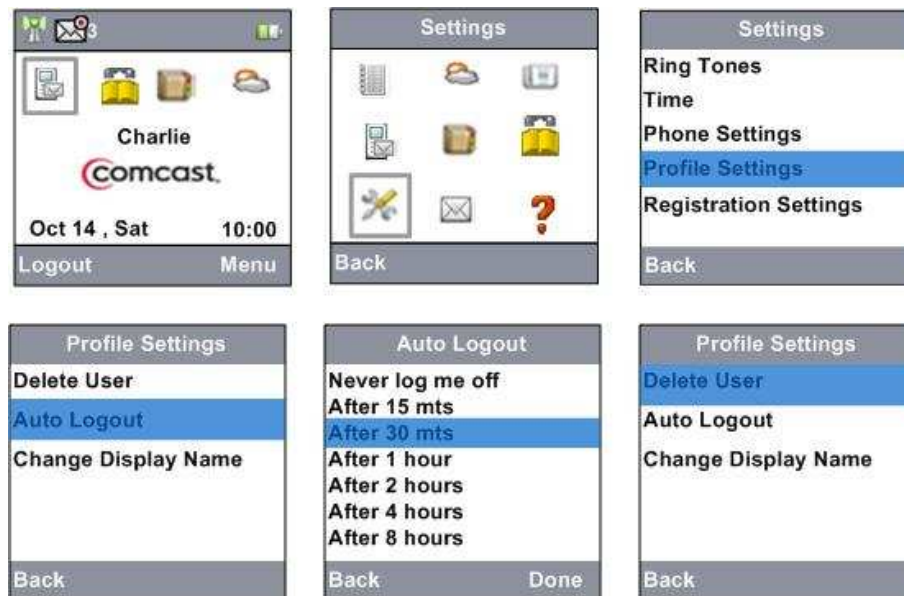 3
Charlie
comcast.
Oct 14 , Sat 10:00
Logout Menu
Settings
Back
Settings
Ring Tones
Time
Phone Settings
Profile Settings
Registration Settings
Back
Profile Settings
Delete User
Auto Logout
Change Display Name
Back
Auto Logout
Never log me off
After 15 mts
After 30 mts
After 1 hour
After 2 hours
After 4 hours
After 8 hours
Back Done
Profile Settings
Delete User
Auto Logout
Change Display Name
Back